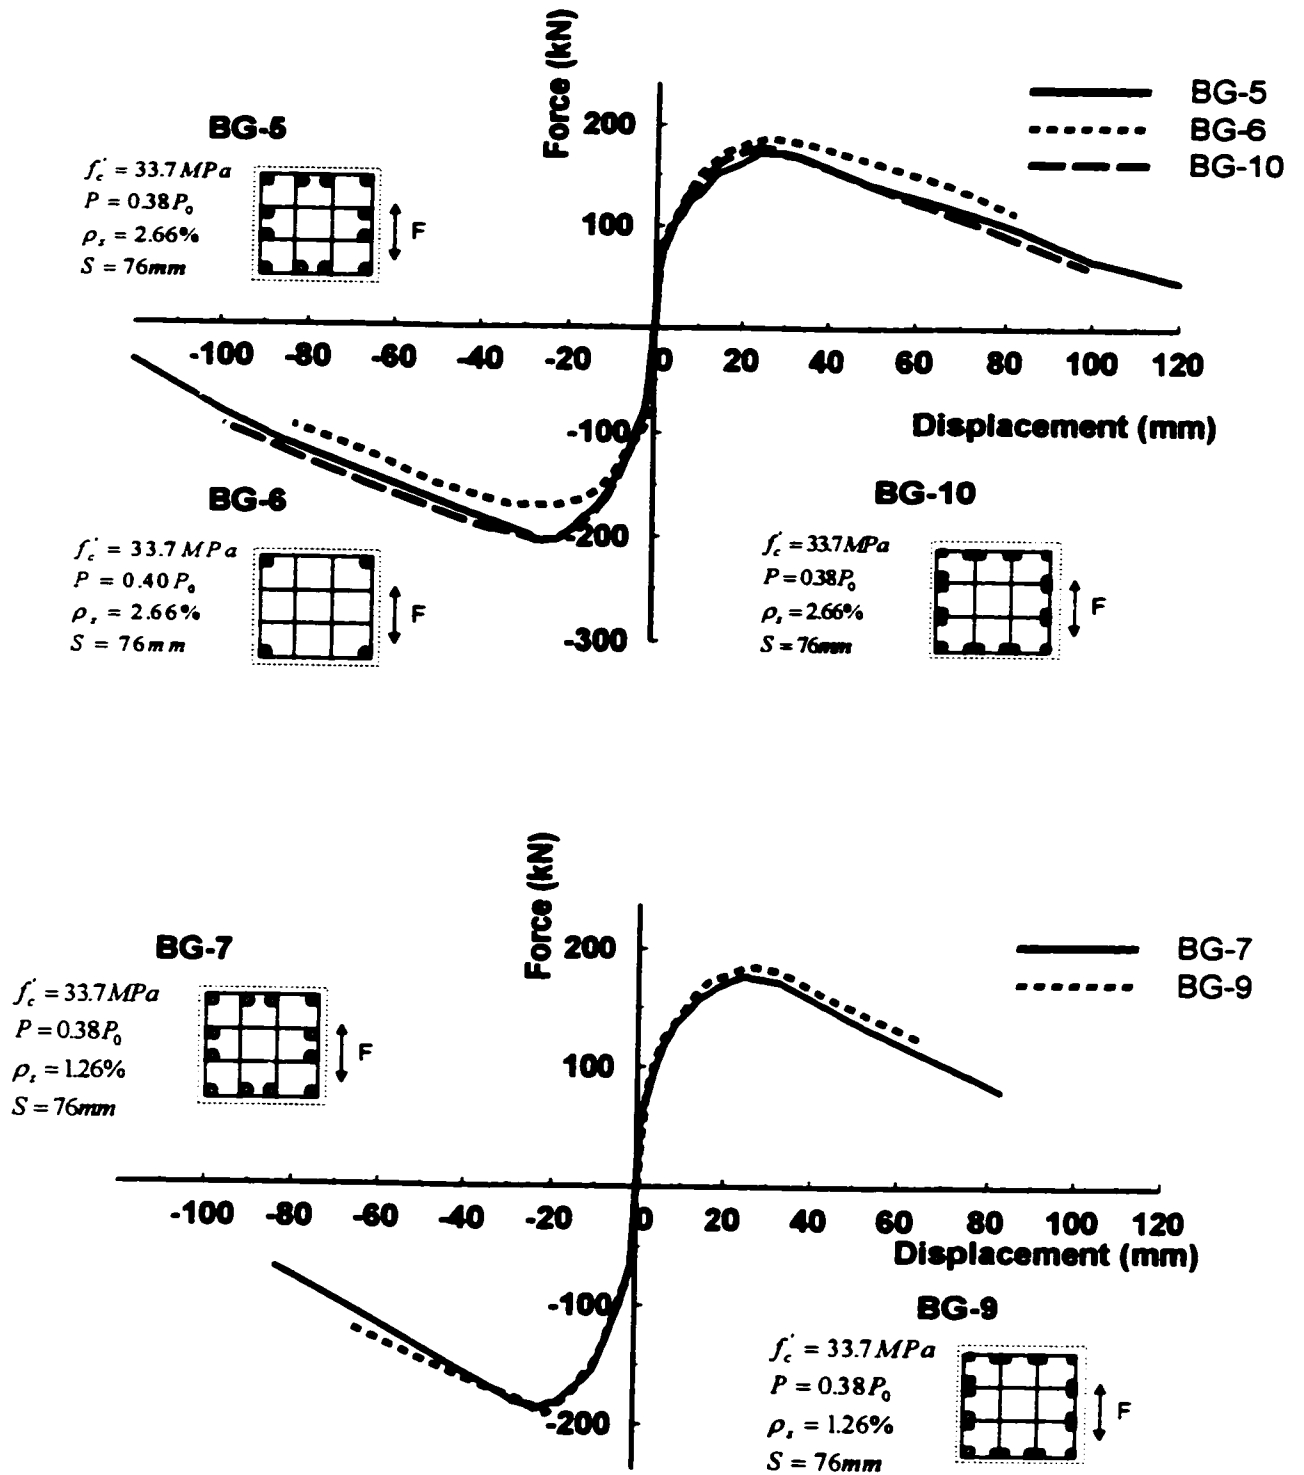 Force (kN)
BG-5
BG-6
BG-10
BG-5
f'c = 33.7 MPa
P = 0.38P0
ρs = 2.66%
S = 76mm
F
200
100
-100 -80 -60 -40 -20 0 20 40 60 80 100 120
Displacement (mm)
-100
-200
-300
BG-6
f'c = 33.7 MPa
P = 0.40 P0
ρs = 2.66%
S = 76mm
F
BG-10
f'c = 33.7MPa
P = 0.38P0
ρs = 2.66%
S = 76mm
F
Force (kN)
BG-7
BG-9
BG-7
f'c = 33.7MPa
P = 0.38P0
ρs = 1.26%
S = 76mm
F
200
100
-100 -80 -60 -40 -20 0 20 40 60 80 100 120
Displacement (mm)
-100
-200
BG-9
f'c = 33.7MPa
P = 0.38P0
ρs = 1.26%
S = 76mm
F